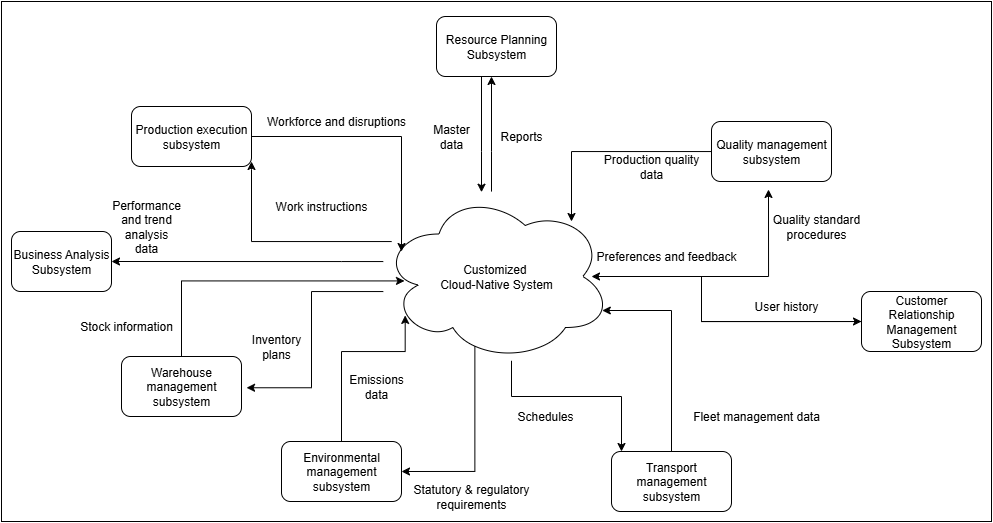 Resource Planning
Subsystem
Production execution
subsystem
Workforce and disruptions
Master
data
Reports
Quality management
subsystem
Production quality
data
Work instructions
Performance
and trend
analysis
data
Quality standard
procedures
Business Analysis
Subsystem
Preferences and feedback
Customized
Cloud-Native System
User history
Customer
Relationship
Management
Subsystem
Stock information
Inventory
plans
Warehouse
management
subsystem
Emissions
data
Schedules
Fleet management data
Environmental
management
subsystem
Statutory & regulatory
requirements
Transport
management
subsystem